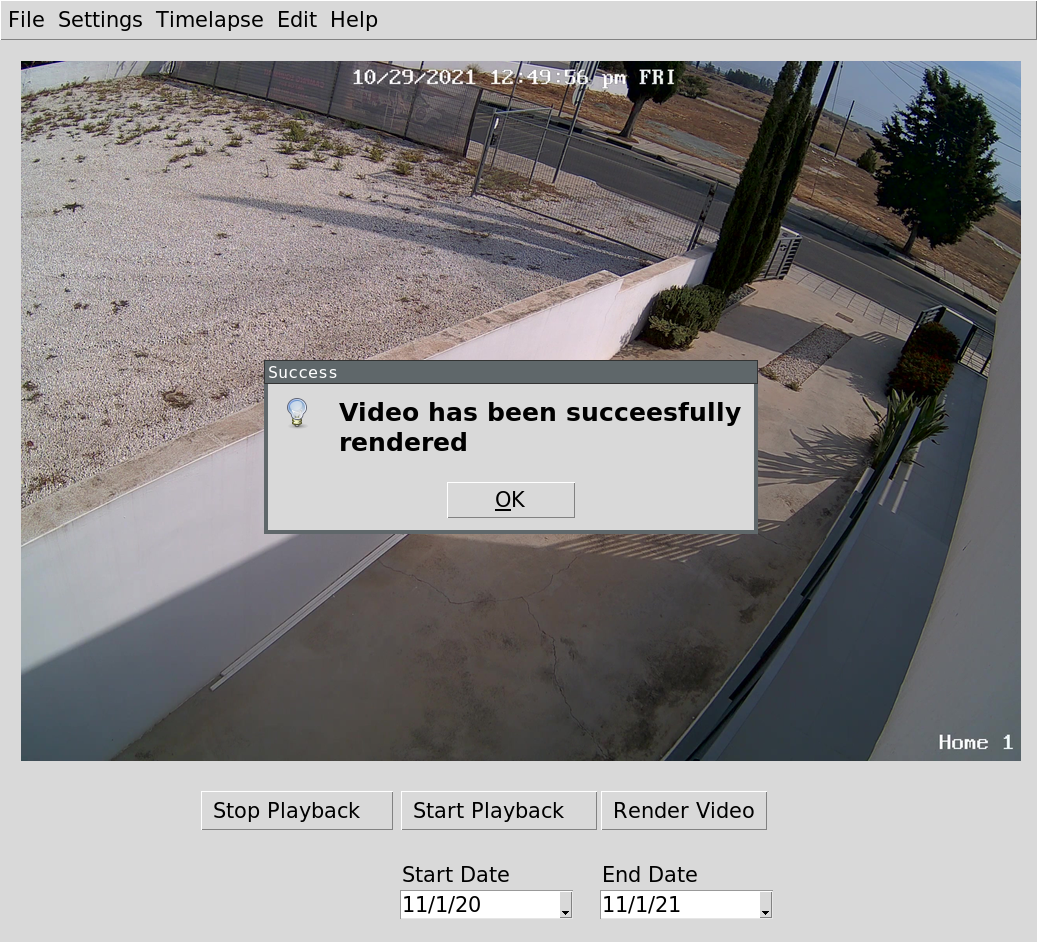 File Settings Timelapse Edit Help
10/29/2021 12:49:56 pm FRI
Success
Video has been succeesfully
rendered
OK
Home 1
Stop Playback Start Playback Render Video
Start Date End Date
11/1/20 11/1/21